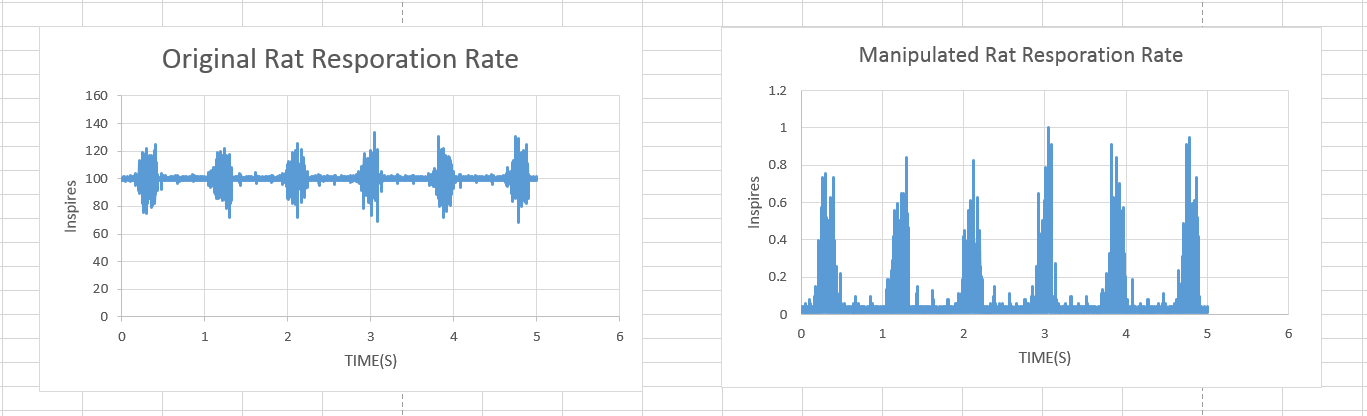 Original Rat Resporation Rate
160
140
120
100
80
60
40
20
0
Inspires
0 1 2 3 4 5 6
TIME(S)
Manipulated Rat Resporation Rate
1.2
1
0.8
0.6
0.4
0.2
0
Inspires
0 1 2 3 4 5 6
TIME(S)